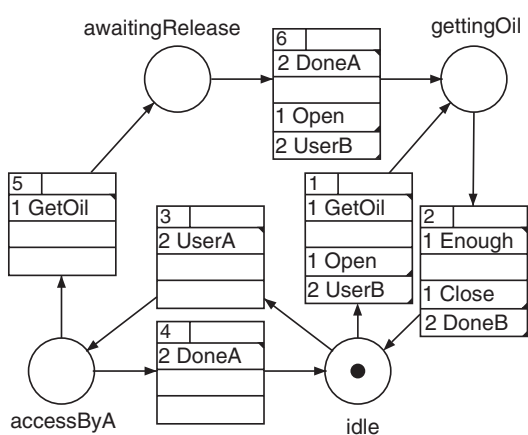 awaitingRelease
gettingOil
6
2 DoneA
1 Open
2 UserB
5
1 GetOil
3
2 UserA
1
1 GetOil
1 Open
2 UserB
2
1 Enough
1 Close
2 DoneB
4
2 DoneA
accessByA
idle